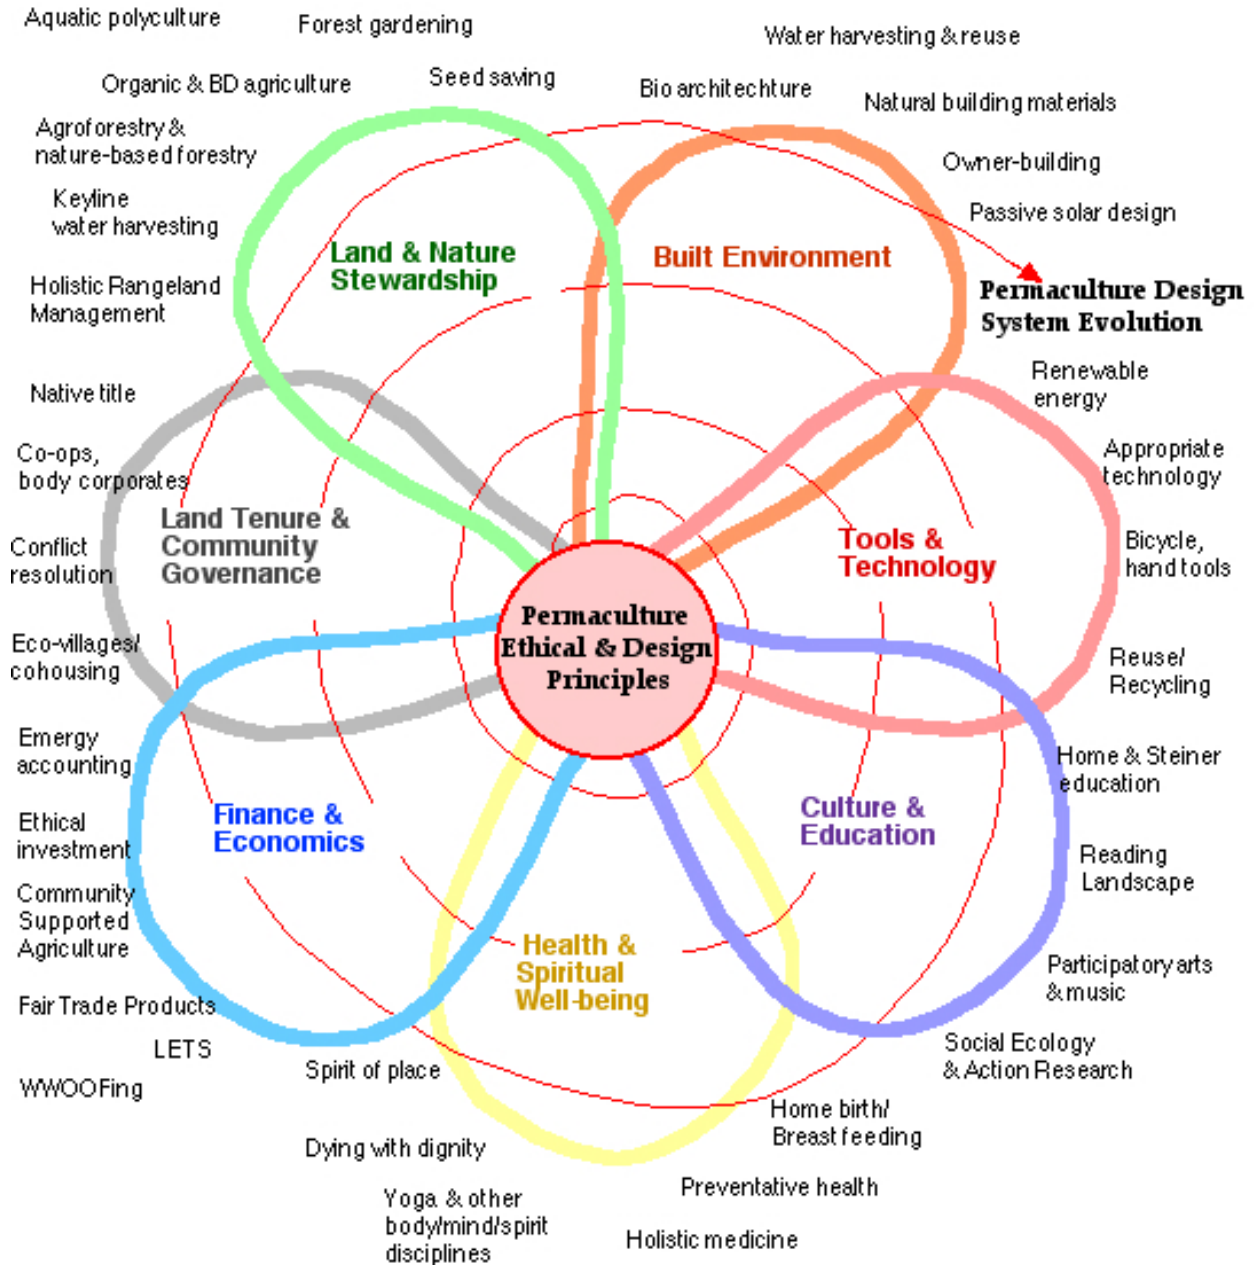 Aquatic polyculture
Forest gardening
Water harvesting & reuse
Organic & BD agriculture
Seed saving
Bio architechture
Natural building materials
Agroforestry &
nature-based forestry
Owner-building
Keyline
water harvesting
Passive solar design
Land & Nature
Stewardship
Built Environment
Holistic Rangeland
Management
Permaculture Design
System Evolution
Native title
Renewable
energy
Co-ops,
body corporates
Appropriate
technology
Land Tenure &
Community
Governance
Tools &
Technology
Conflict
resolution
Bicycle,
hand tools
Permaculture
Ethical & Design
Principles
Eco-villages/
cohousing
Reuse/
Recycling
Emergy
accounting
Home & Steiner
education
Finance &
Economics
Culture &
Education
Ethical
investment
Reading
Landscape
Community
Supported
Agriculture
Health &
Spiritual
Well-being
Participatory arts
& music
Fair Trade Products
LETS
Social Ecology
& Action Research
WWOOFing
Spirit of place
Home birth/
Breast feeding
Dying with dignity
Preventative health
Yoga & other
body/mind/spirit
disciplines
Holistic medicine